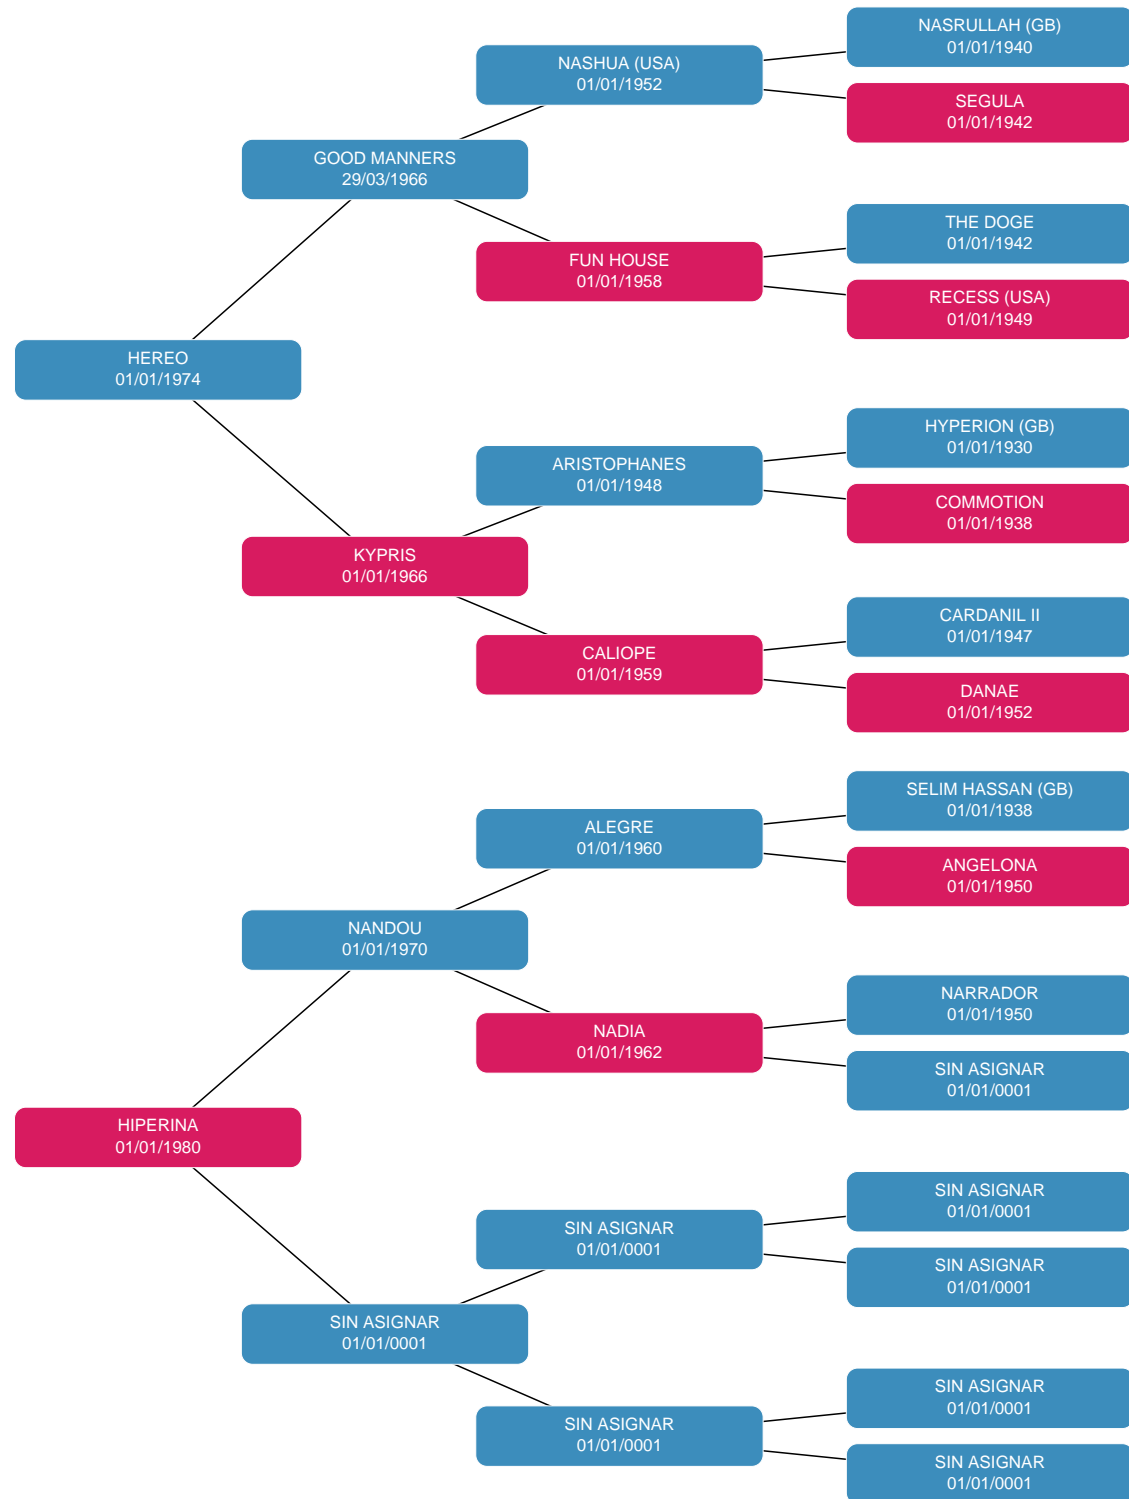 NASRULLAH (GB)
01/01/1940
NASHUA (USA)
01/01/1952
SEGULA
01/01/1942
GOOD MANNERS
29/03/1966
THE DOGE
01/01/1942
FUN HOUSE
01/01/1958
RECESS (USA)
01/01/1949
HEREO
01/01/1974
HYPERION (GB)
01/01/1930
ARISTOPHANES
01/01/1948
COMMOTION
01/01/1938
KYPRIS
01/01/1966
CARDANIL II
01/01/1947
CALIOPE
01/01/1959
DANAE
01/01/1952
SELIM HASSAN (GB)
01/01/1938
ALEGRE
01/01/1960
ANGELONA
01/01/1950
NANDOU
01/01/1970
NARRADOR
01/01/1950
NADIA
01/01/1962
SIN ASIGNAR
01/01/0001
HIPERINA
01/01/1980
SIN ASIGNAR
01/01/0001
SIN ASIGNAR
01/01/0001
SIN ASIGNAR
01/01/0001
SIN ASIGNAR
01/01/0001
SIN ASIGNAR
01/01/0001
SIN ASIGNAR
01/01/0001
SIN ASIGNAR
01/01/0001